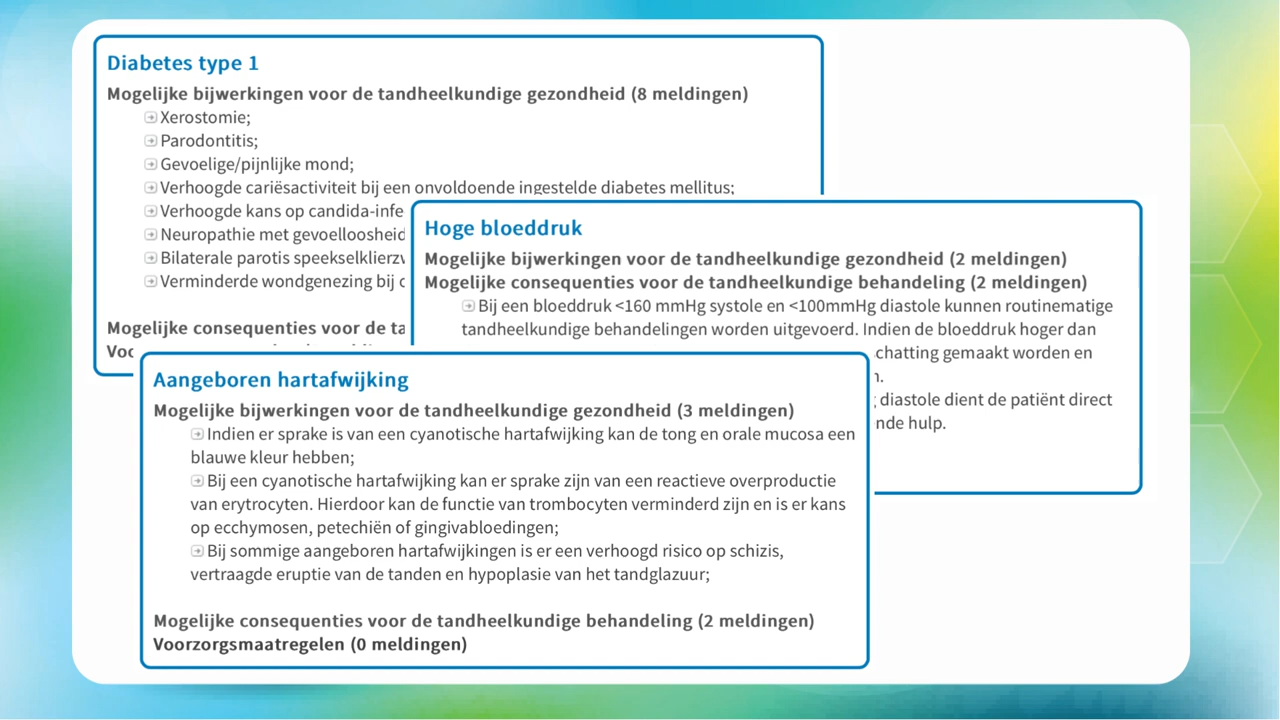 Diabetes type 1
Mogelijke bijwerkingen voor de tandheelkundige gezondheid (8 meldingen)
Xerostomie;
Parodontitis;
Gevoelige/pijnlijke mond;
Verhoogde cariësactiviteit bij een onvoldoende ingestelde diabetes mellitus;
Verhoogde kans op candida-infe
Neuropathie met gevoelloosheid
Bilaterale parotis speekselklierzw
Verminderde wondgenezing bij
Mogelijke consequenties voor de ta
Hoge bloeddruk
Mogelijke bijwerkingen voor de tandheelkundige gezondheid (2 meldingen)
Mogelijke consequenties voor de tandheelkundige behandeling (2 meldingen)
Bij een bloeddruk <160 mmHg systole en <100mmHg diastole kunnen routinematige
tandheelkundige behandelingen worden uitgevoerd. Indien de bloeddruk hoger dan
chatting gemaakt worden en
n.
diastole dient de patiënt direct
nde hulp.
Aangeboren hartafwijking
Mogelijke bijwerkingen voor de tandheelkundige gezondheid (3 meldingen)
Indien er sprake is van een cyanotische hartafwijking kan de tong en orale mucosa een
blauwe kleur hebben;
Bij een cyanotische hartafwijking kan er sprake zijn van een reactieve overproductie
van erytrocyten. Hierdoor kan de functie van trombocyten verminderd zijn en is er kans
op ecchymosen, petechiën of gingivabloedingen;
Bij sommige aangeboren hartafwijkingen is er een verhoogd risico op schizis,
vertraagde eruptie van de tanden en hypoplasie van het tandglazuur;
Mogelijke consequenties voor de tandheelkundige behandeling (2 meldingen)
Voorzorgsmaatregelen (0 meldingen)